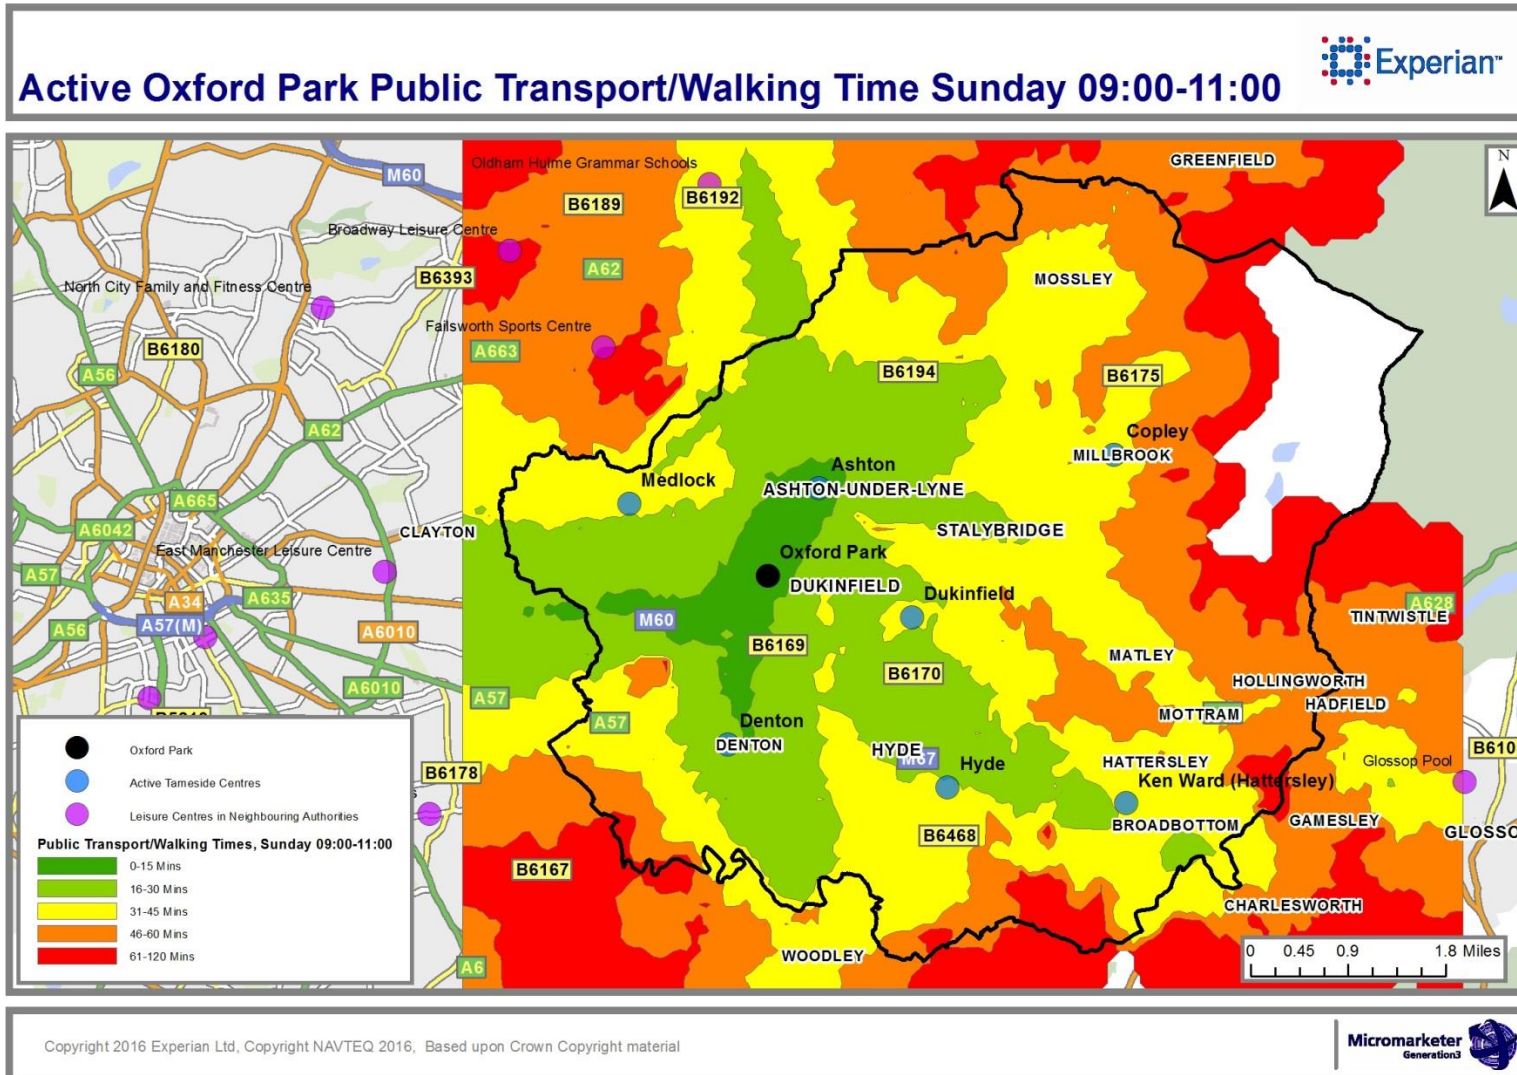 Active Oxford Park Public Transport/Walking Time Sunday 09:00-11:00
Experian™
GREENFIELD
N
Oldham Hulme Grammar Schools
M60
B6192
B6189
Broadway Leisure Centre
A62
B6393
MOSSLEY
North City Family and Fitness Centre
Failsworth Sports Centre
B6180
A663
A56
B6194
B6175
A62
Copley
MILLBROOK
Ashton
Medlock
ASHTON-UNDER-LYNE
A665
A6042
CLAYTON
STALYBRIDGE
East Manchester Leisure Centre
Oxford Park
DUKINFIELD
A57
Dukinfield
A34
A635
A628
TINTWISTLE
A57(M)
M60
A56
A6010
B6169
MATLEY
B6170
HOLLINGWORTH
A6010
A57
HADFIELD
MOTTRAM
Denton
A57
DENTON
HYDE
M67
B610
Hyde
HATTERSLEY
Glossop Pool
B6178
Ken Ward (Hattersley)
BROADBOTTOM
GAMESLEY
B6468
GLOSSO
B6167
CHARLESWORTH
WOODLEY
A6
Oxford Park
Active Tameside Centres
Leisure Centres in Neighbouring Authorities
Public Transport/Walking Times, Sunday 09:00-11:00
0-15 Mins
16-30 Mins
31-45 Mins
46-60 Mins
61-120 Mins
0 0.45 0.9 1.8 Miles
Copyright 2016 Experian Ltd, Copyright NAVTEQ 2016, Based upon Crown Copyright material
Micromarketer
Generation3